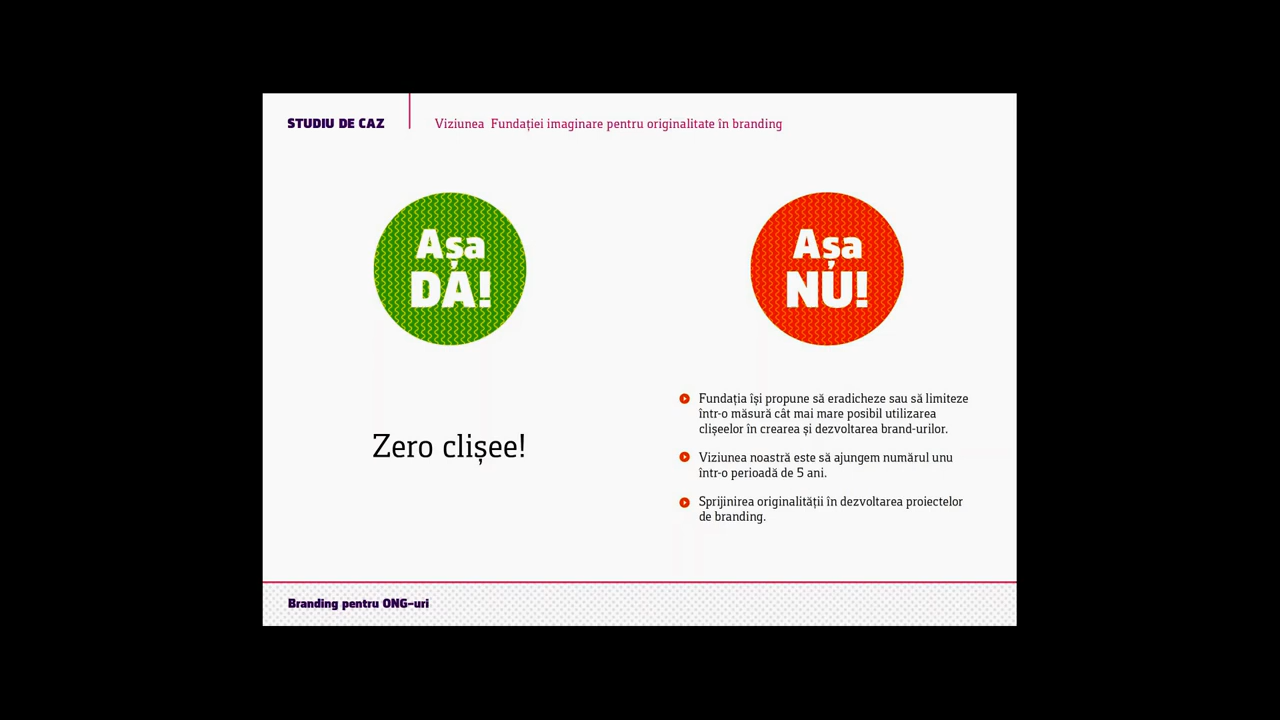 STUDIU DE CAZ
Viziunea Fundației imaginare pentru originalitate în branding
Așa
DA!
Zero clișee!
Așa
NU!
Fundația își propune să eradicheze sau să limiteze
într-o măsură cât mai mare posibil utilizarea
clișeelor în crearea și dezvoltarea brand-urilor.
Viziunea noastră este să ajungem numărul unu
într-o perioadă de 5 ani.
Sprijinirea originalității în dezvoltarea proiectelor
de branding.
Branding pentru ONG-uri